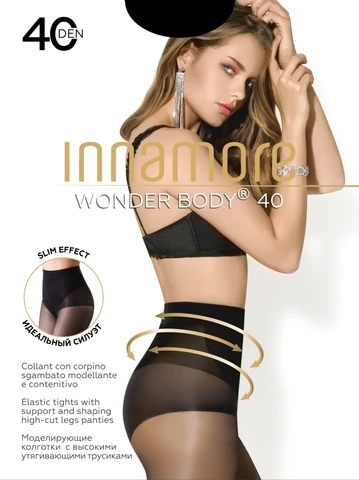 40 DEN
innamore
WONDER BODY® 40
SLIM EFFECT
ИДЕАЛЬНЫЙ СИЛУЭТ
Collant con corpino
sgambato modellante
e contenitivo
Elastic tights with
support and shaping
high-cut legs panties
Моделирующие
колготки с высокими
утягивающими трусиками